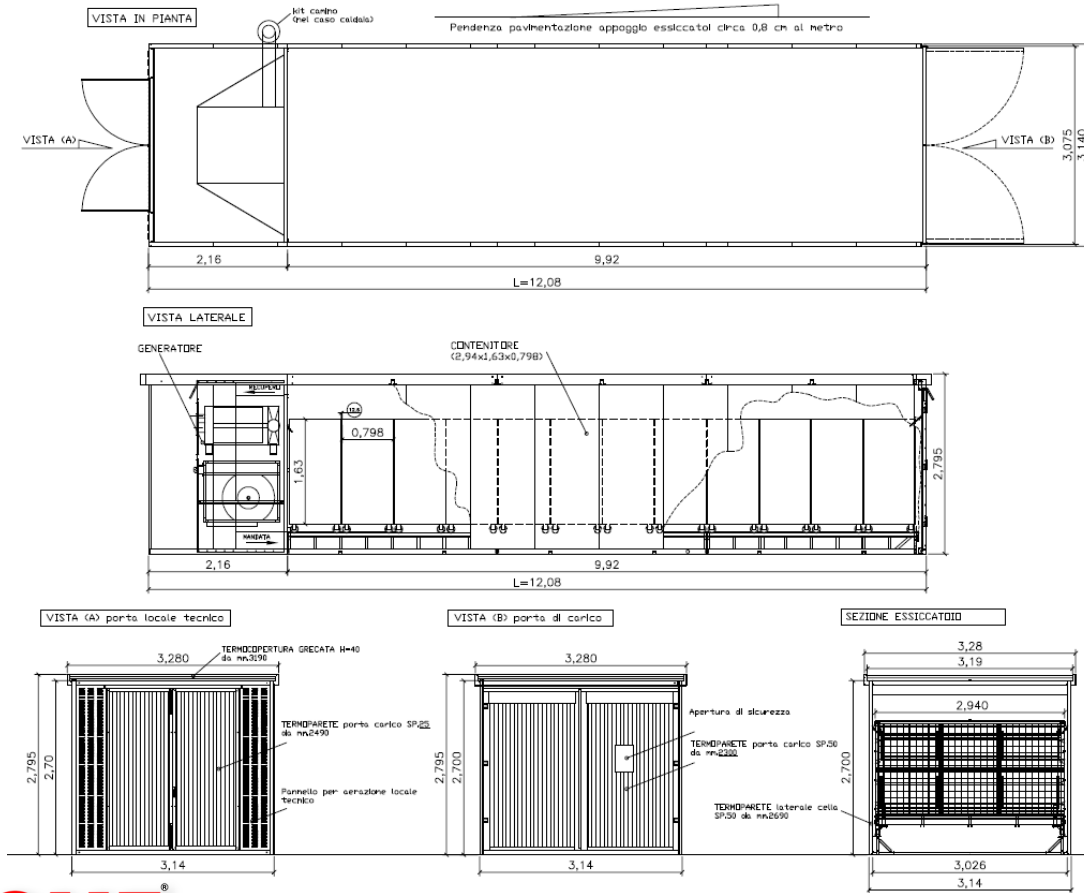 VISTA IN PIANTA
kit camino
(nel caso caldaia)
Pendenza pavimentazione appoggio essiccatoi circa 0,8 cm al metro
VISTA (A)
VISTA (B)
3,075
3,140
2,16
9,92
L=12,08
VISTA LATERALE
GENERATORE
CONTENITORE
(2,94x1,63x0,798)
RECUPERO
0,798
1,63
2,795
MANDATA
2,16
9,92
L=12,08
VISTA (A) porta locale tecnico
3,280
TERMOCOPERTURA GRECATA H=40
da mm.3190
TERMOPARETE porta carico SP.25
da mm.2490
Pannello per aerazione locale
tecnico
2,795
2,70
3,14
VISTA (B) porta di carico
3,280
Apertura di sicurezza
TERMOPARETE porta carico SP.50
da mm.2300
2,795
2,700
3,14
SEZIONE ESSICCATOIO
3,28
3,19
2,940
2,700
TERMOPARETE laterale cella
SP.50 da mm.2690
3,026
3,14
®